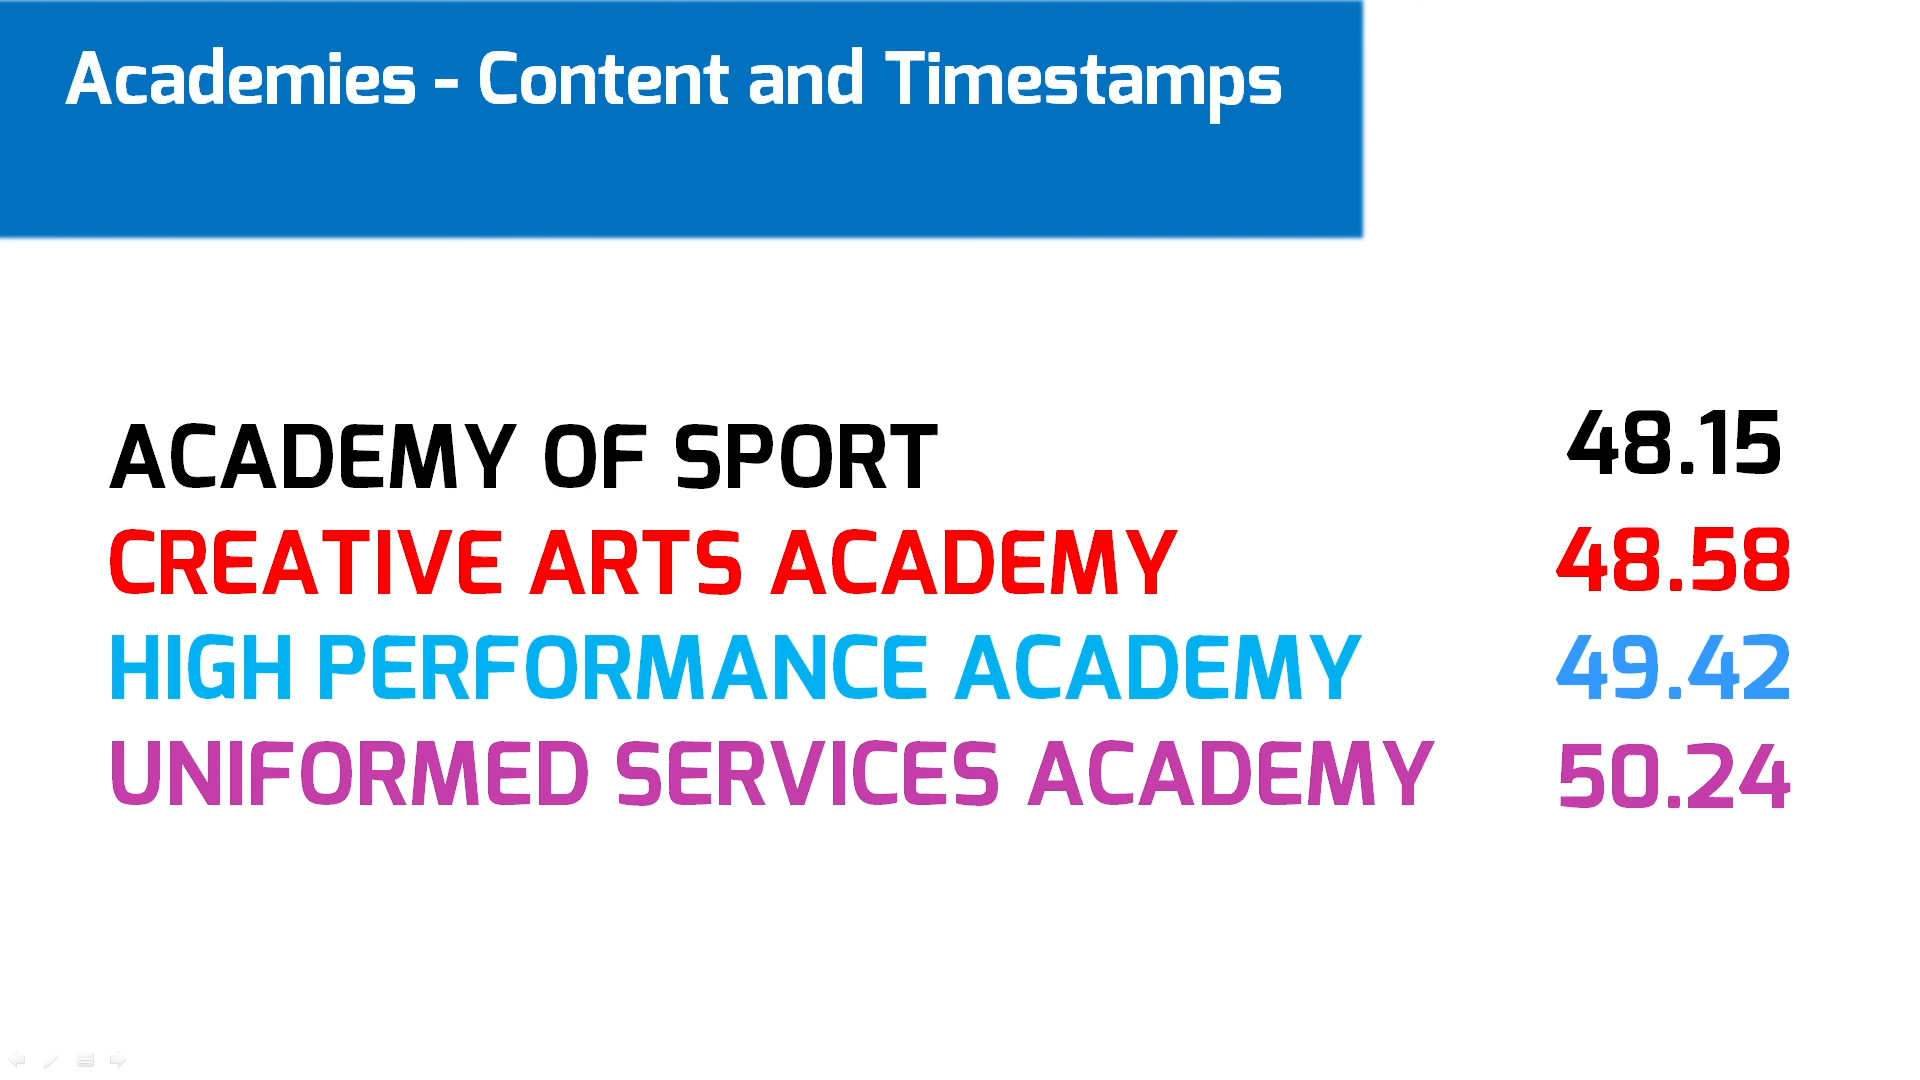 Academies - Content and Timestamps
ACADEMY OF SPORT 48.15
CREATIVE ARTS ACADEMY 48.58
HIGH PERFORMANCE ACADEMY 49.42
UNIFORMED SERVICES ACADEMY 50.24